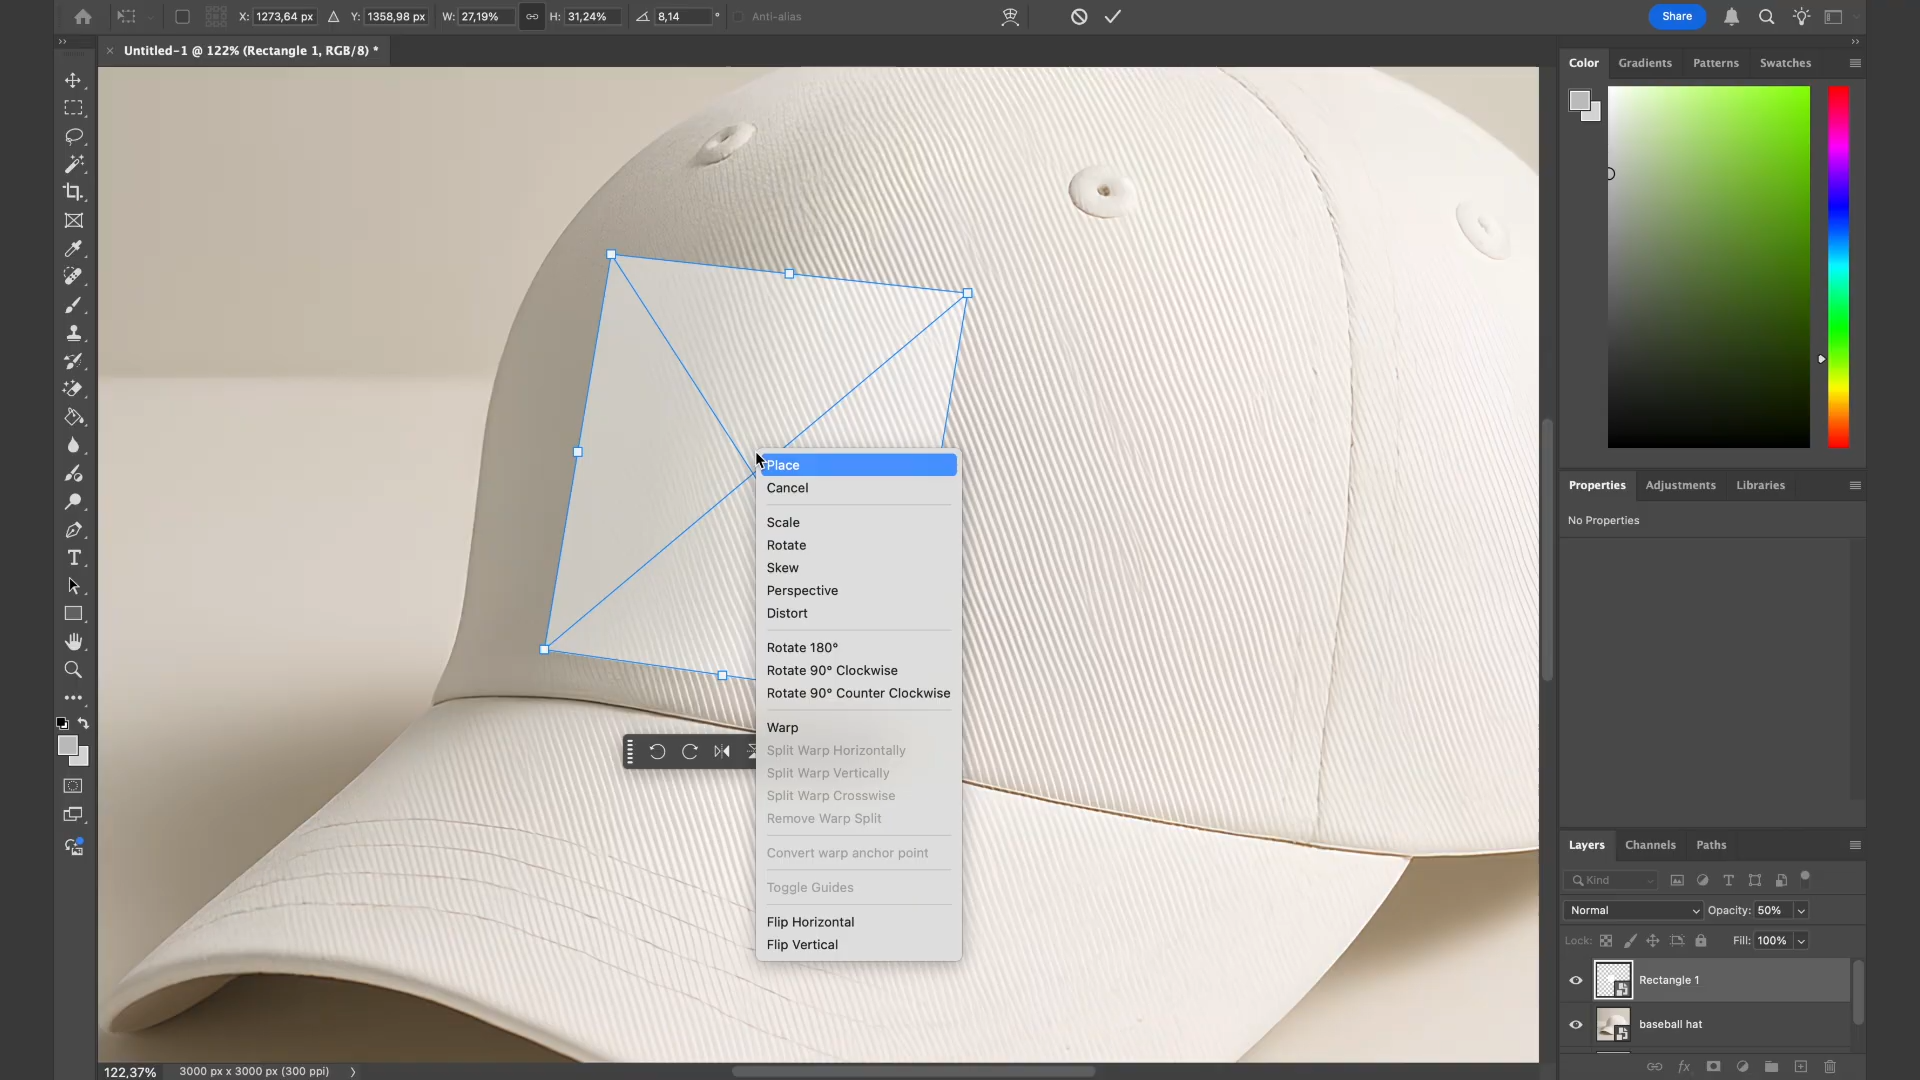 X: 1273,64 px Y: 1358,98 px W: 27,19% H: 31,24% 8,14 ° Anti-alias Share
Untitled-1 @ 122% (Rectangle 1, RGB/8) *
Color Gradients Patterns Swatches
Place
Cancel
Scale
Rotate
Skew
Perspective
Distort
Rotate 180°
Rotate 90° Clockwise
Rotate 90° Counter Clockwise
Warp
Split Warp Horizontally
Split Warp Vertically
Split Warp Crosswise
Remove Warp Split
Convert warp anchor point
Toggle Guides
Flip Horizontal
Flip Vertical
Properties Adjustments Libraries
No Properties
Layers Channels Paths
Kind
Normal Opacity: 50%
Lock: Fill: 100%
Rectangle 1
baseball hat
122,37% 3000 px x 3000 px (300 ppi)